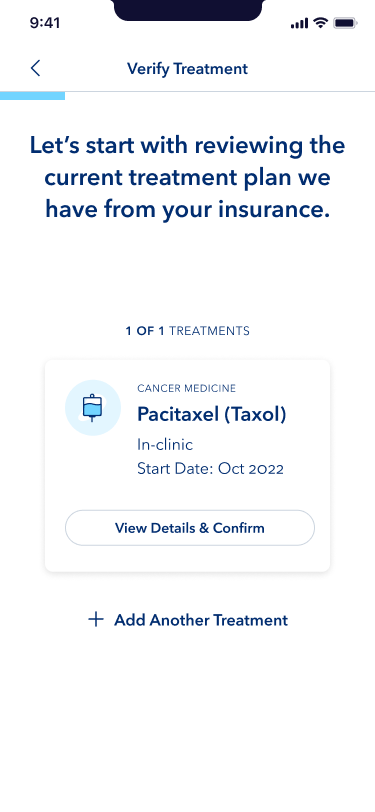 9:41
Verify Treatment
Let’s start with reviewing the
current treatment plan we
have from your insurance.
1 OF 1 TREATMENTS
CANCER MEDICINE
Pacitaxel (Taxol)
In-clinic
Start Date: Oct 2022
View Details & Confirm
Add Another Treatment